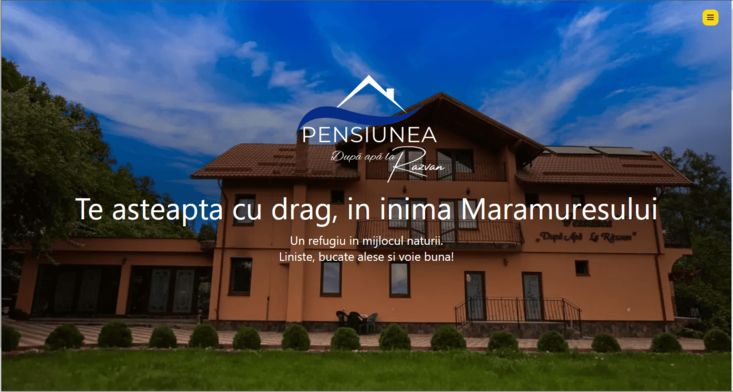 PENSIUNEA
După apă la
Razvan
Te asteapta cu drag, in inima Maramuresului
„După Apă La Răzvan"
Un refugiu in mijlocul naturii.
Liniste, bucate alese si voie buna!